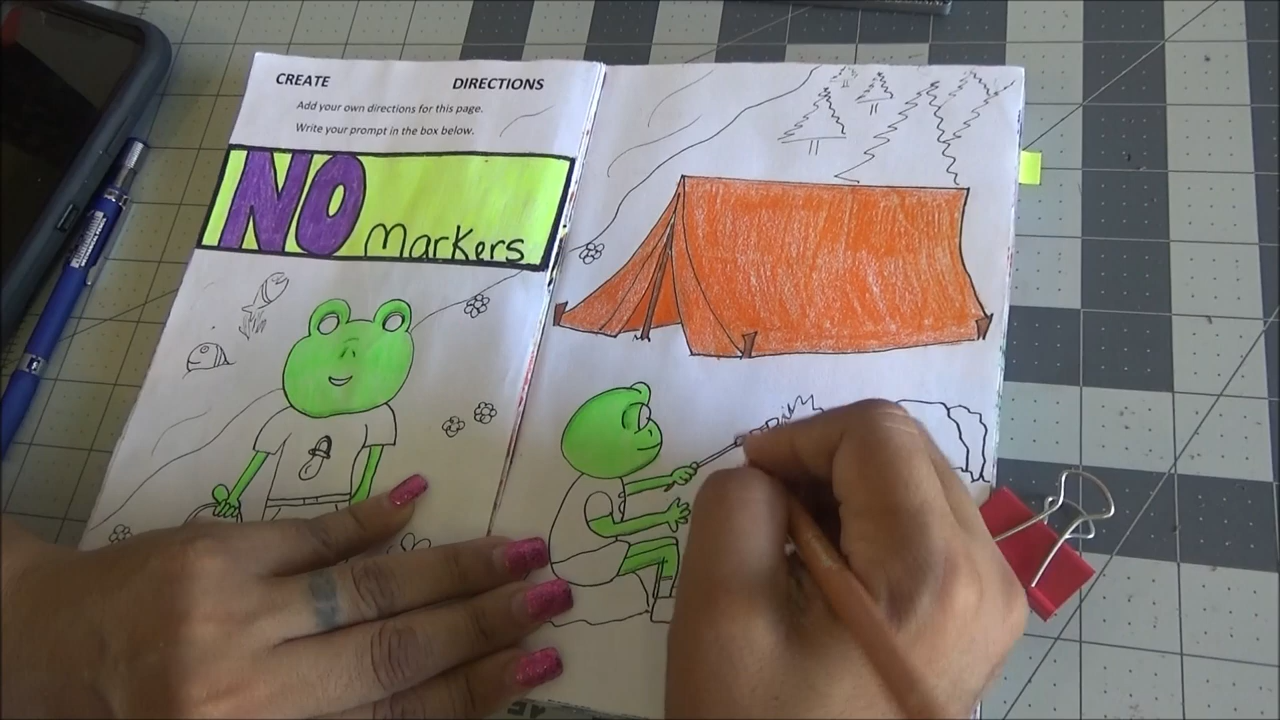 CREATE DIRECTIONS
Add your own directions for this page.
Write your prompt in the box below.
NO Markers